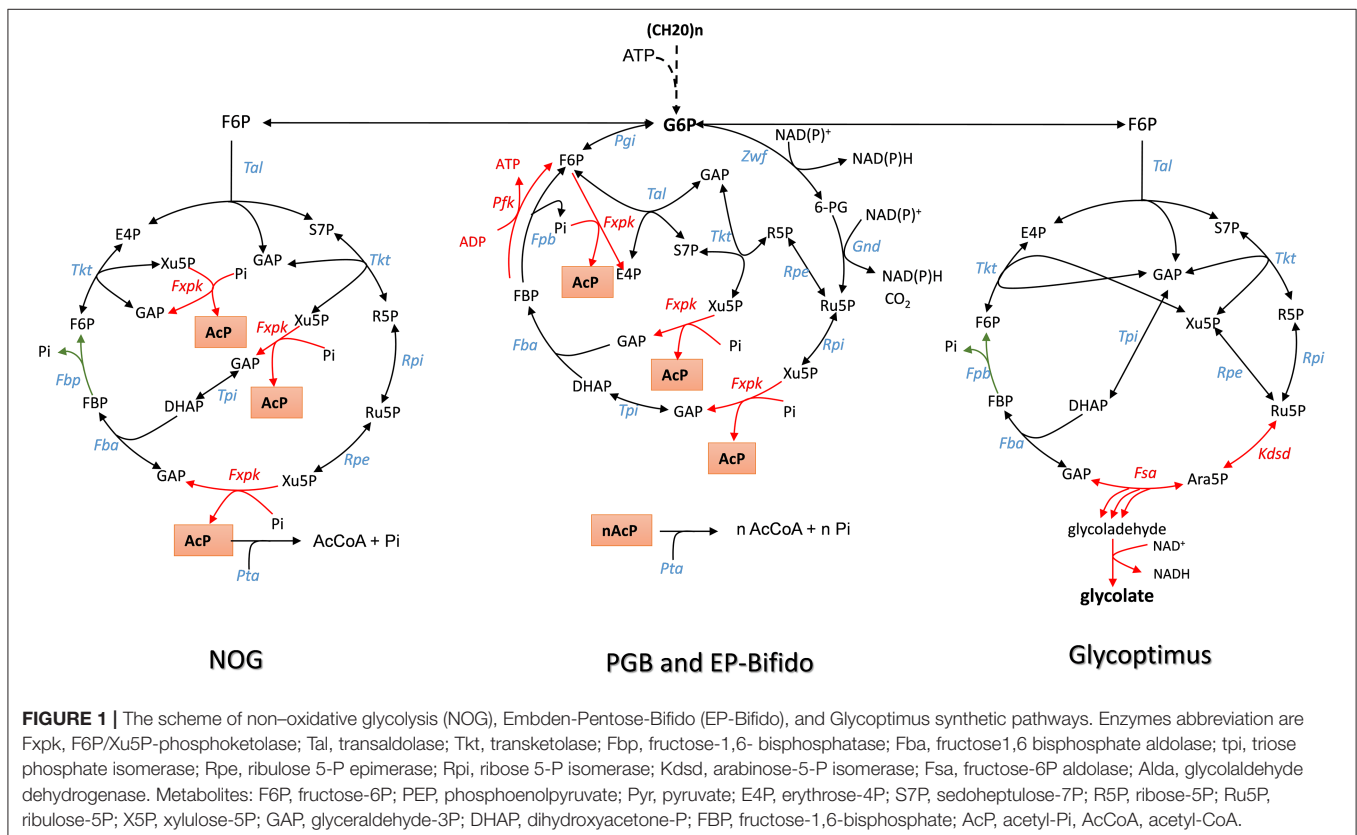 (CH20)n
ATP
F6P
G6P
F6P
Tal
Pgi
Zwf
NAD(P)+
NAD(P)H
Tal
ATP
F6P
GAP
6-PG
NAD(P)+
E4P
S7P
Tal
Pfk
Fpb
Pi
Fxpk
ADP
Tkt
R5P
Gnd
E4P
S7P
Tkt
Xu5P
GAP
Pi
Tkt
Fxpk
GAP
S7P
Rpe
NAD(P)H
CO2
Tkt
GAP
Tkt
AcP
E4P
F6P
AcP
Fxpk
Xu5P
R5P
FBP
Xu5P
Ru5P
F6P
Xu5P
R5P
Pi
Fbp
GAP
Pi
Fxpk
GAP
Pi
Rpi
Pi
Fpb
Tpi
Rpi
AcP
Tpi
Rpi
Fba
AcP
Fxpk
Xu5P
Rpe
FBP
DHAP
Ru5P
DHAP
Tpi
GAP
Pi
FBP
DHAP
Ru5P
Fba
Rpe
AcP
Fba
Kdsd
GAP
Fxpk
Xu5P
GAP
Fsa
Ara5P
Pi
AcP
AcCoA + Pi
Pta
nAcP
n AcCoA + n Pi
Pta
glycoladehyde
NAD+
NADH
glycolate
NOG
PGB and EP-Bifido
Glycoptimus
FIGURE 1 | The scheme of non–oxidative glycolysis (NOG), Embden-Pentose-Bifido (EP-Bifido), and Glycoptimus synthetic pathways. Enzymes abbreviation are
Fxpk, F6P/Xu5P-phosphoketolase; Tal, transaldolase; Tkt, transketolase; Fbp, fructose-1,6- bisphosphatase; Fba, fructose1,6 bisphosphate aldolase; tpi, triose
phosphate isomerase; Rpe, ribulose 5-P epimerase; Rpi, ribose 5-P isomerase; Kdsd, arabinose-5-P isomerase; Fsa, fructose-6P aldolase; Alda, glycolaldehyde
dehydrogenase. Metabolites: F6P, fructose-6P; PEP, phosphoenolpyruvate; Pyr, pyruvate; E4P, erythrose-4P; S7P, sedoheptulose-7P; R5P, ribose-5P; Ru5P,
ribulose-5P; X5P, xylulose-5P; GAP, glyceraldehyde-3P; DHAP, dihydroxyacetone-P; FBP, fructose-1,6-bisphosphate; AcP, acetyl-Pi, AcCoA, acetyl-CoA.